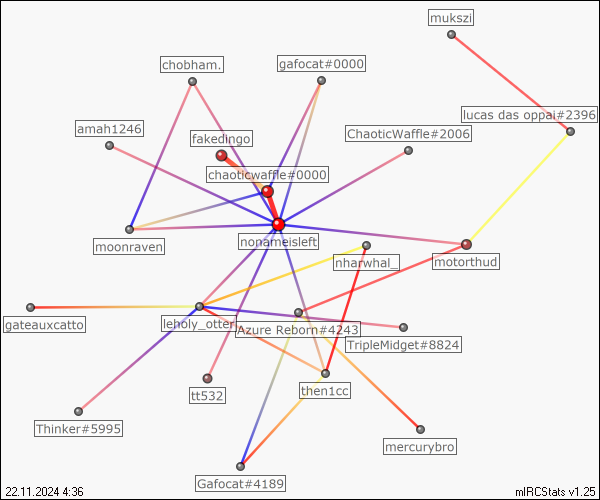 mukszi
chobham.
gafocat#0000
lucas das oppai#2396
amah1246
fakedingo
ChaoticWaffle#2006
chaoticwaffle#0000
moonraven
nonameisleft
nharwhal_
motorthud
gateauxcatto
leholy_otter
Azure Reborn#4243
TripleMidget#8824
tt532
then1cc
Thinker#5995
mercurybro
Gafocat#4189
22.11.2024 4:36
mIRCStats v1.25